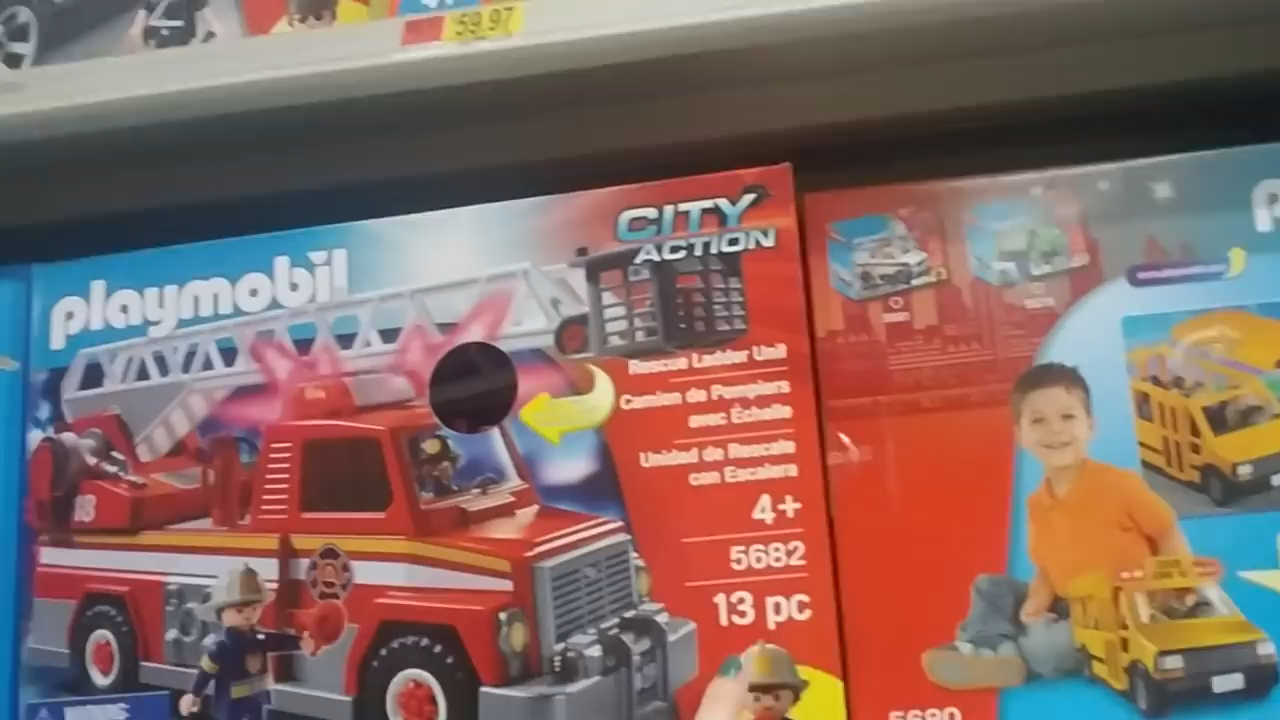 59.97
playmobil
CITY
ACTION
Rescue Ladder Unit
Camion de Pompiers
avec Échelle
Unidad de Rescate
con Escalera
4+
5682
13 pc
18
5680